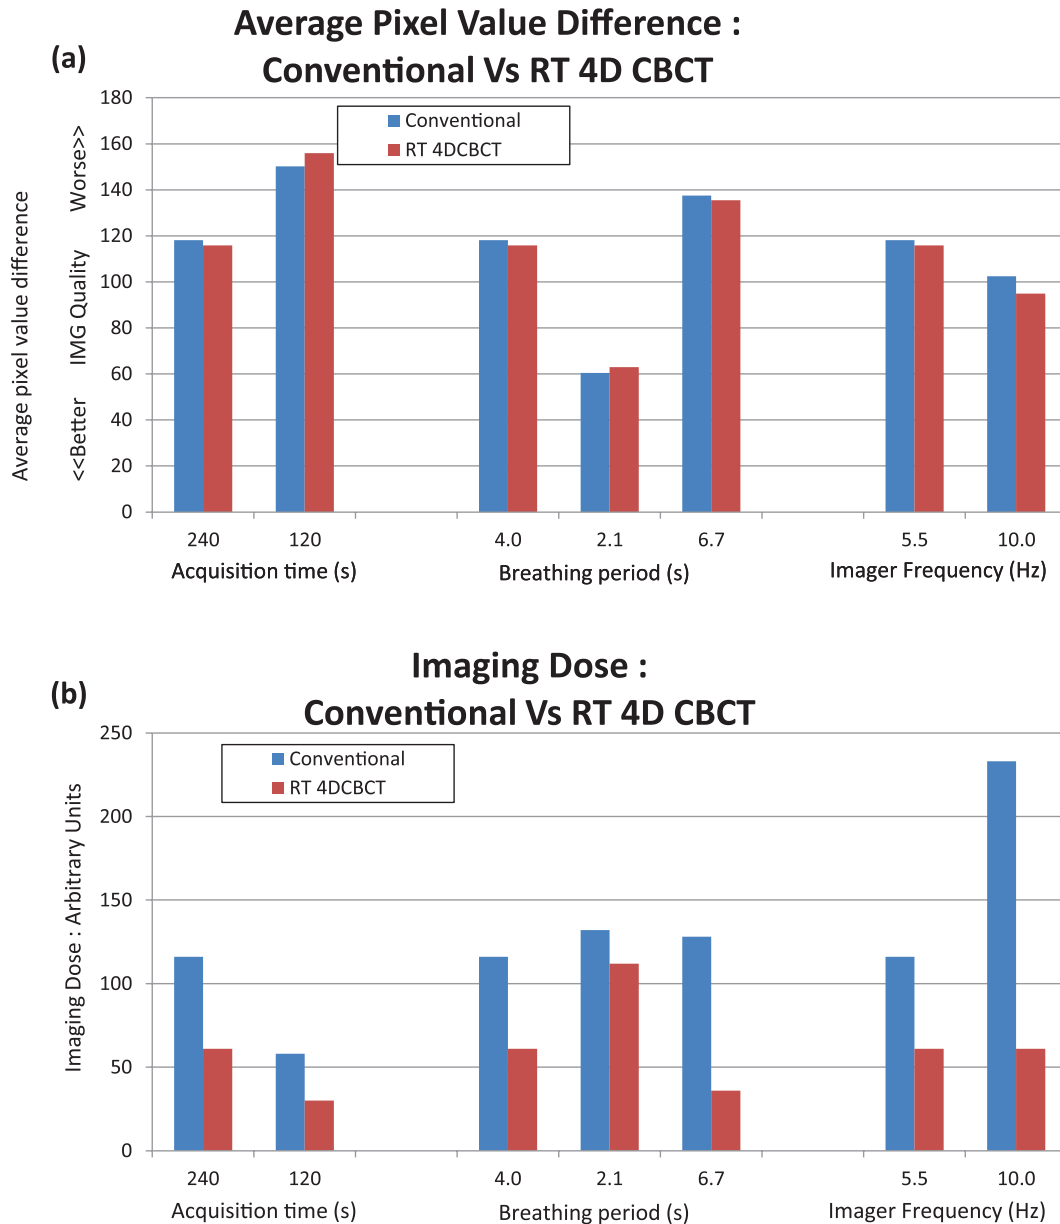 (a)
Average Pixel Value Difference :
Conventional Vs RT 4D CBCT
Average pixel value difference
<<Better IMG Quality Worse>>
180
160
140
120
100
80
60
40
20
0
Conventional
RT 4DCBCT
240 120 4.0 2.1 6.7 5.5 10.0
Acquisition time (s) Breathing period (s) Imager Frequency (Hz)
(b)
Imaging Dose :
Conventional Vs RT 4D CBCT
Imaging Dose : Arbitrary Units
250
200
150
100
50
0
Conventional
RT 4DCBCT
240 120 4.0 2.1 6.7 5.5 10.0
Acquisition time (s) Breathing period (s) Imager Frequency (Hz)